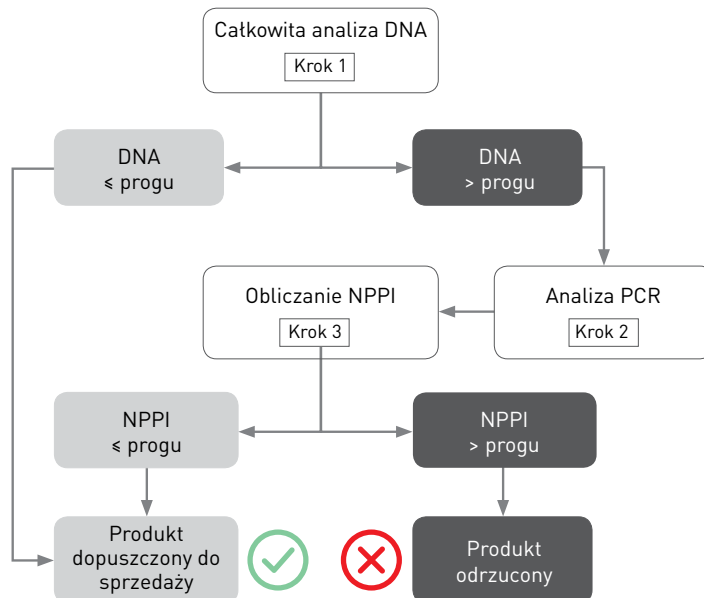 Całkowita analiza DNA
Krok 1
DNA
≤ progu
DNA
> progu
Obliczanie NPPI
Krok 3
Analiza PCR
Krok 2
NPPI
≤ progu
NPPI
> progu
Produkt
dopuszczony do
sprzedaży
Produkt
odrzucony